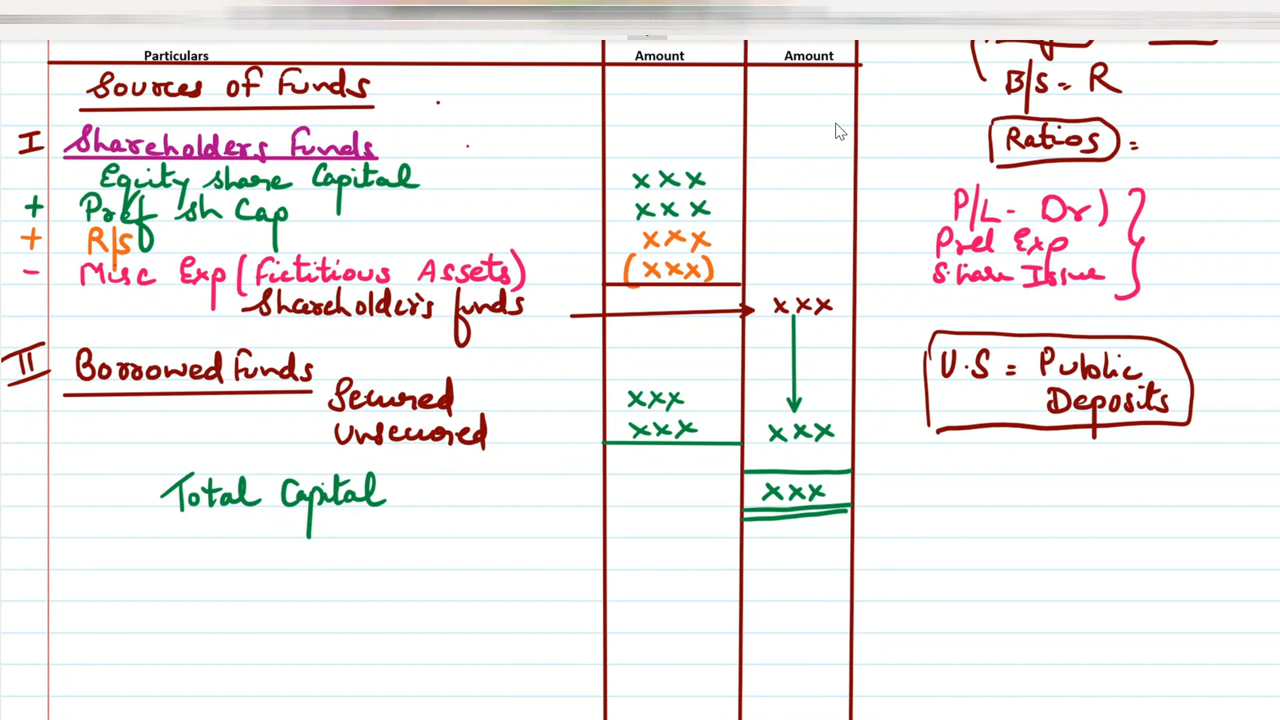 Particulars Amount Amount
Sources of Funds
I Shareholders Funds
Equity Share Capital xxx
+ Pref sh Cap xxx
+ R/s xxx
- Misc Exp (Fictitious Assets) (xxx)
Shareholder's funds xxx
II Borrowed Funds
Secured xxx
Unsecured xxx xxx
Total Capital xxx
B/S = R
Ratios =
P/L - Dr)
Prel Exp
Share Issue
U.S = Public
Deposits